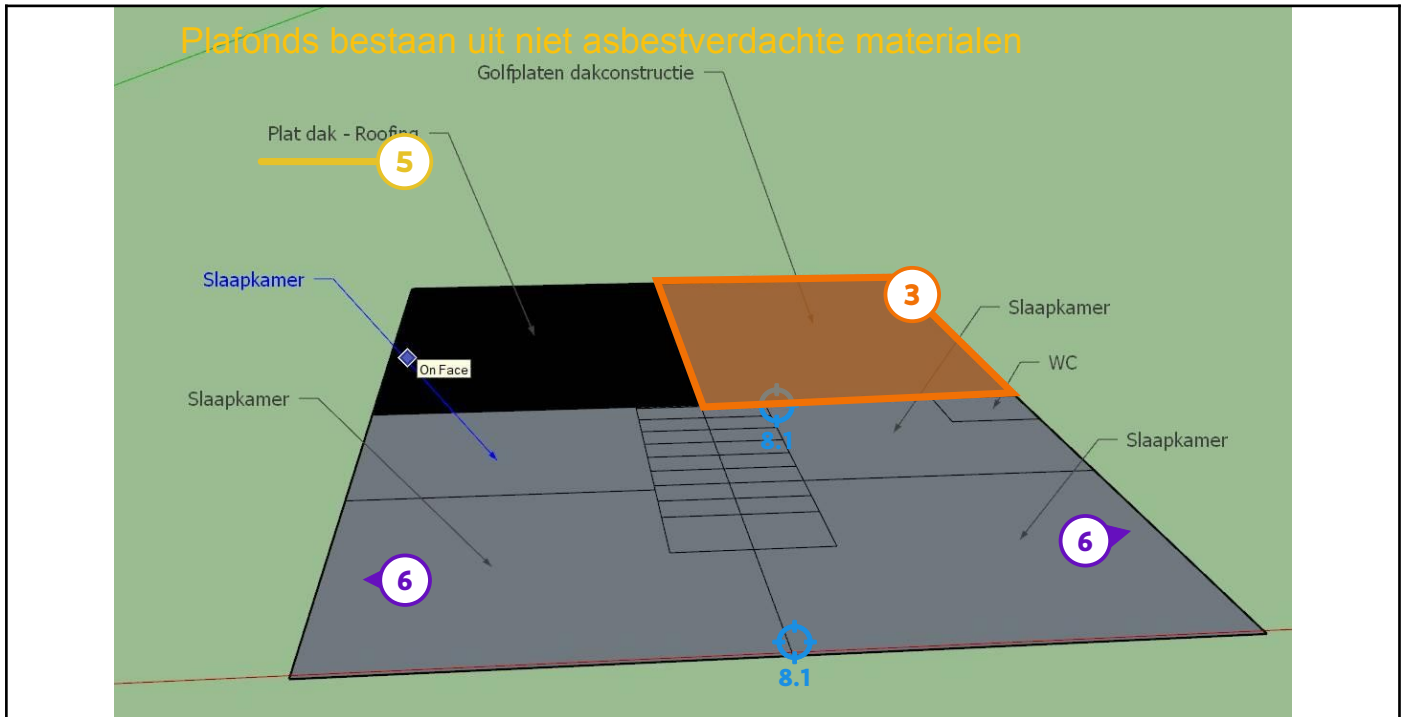 Plafonds bestaan uit niet asbestverdachte materialen
Golfplaten dakconstructie
Plat dak - Roofing
5
Slaapkamer
3
Slaapkamer
On Face
WC
Slaapkamer
8.1
Slaapkamer
6
6
8.1